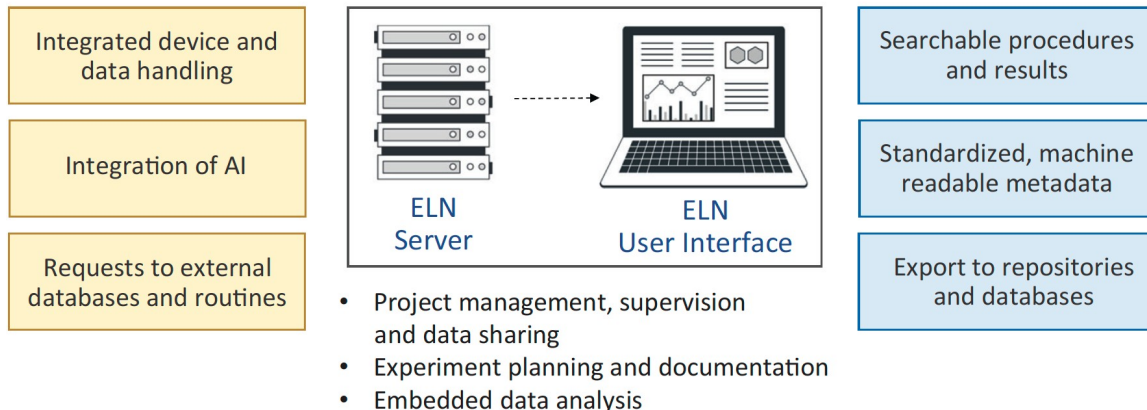 Integrated device and
data handling
Integration of AI
Requests to external
databases and routines
ELN
Server
ELN
User Interface
• Project management, supervision
and data sharing
• Experiment planning and documentation
• Embedded data analysis
Searchable procedures
and results
Standardized, machine
readable metadata
Export to repositories
and databases